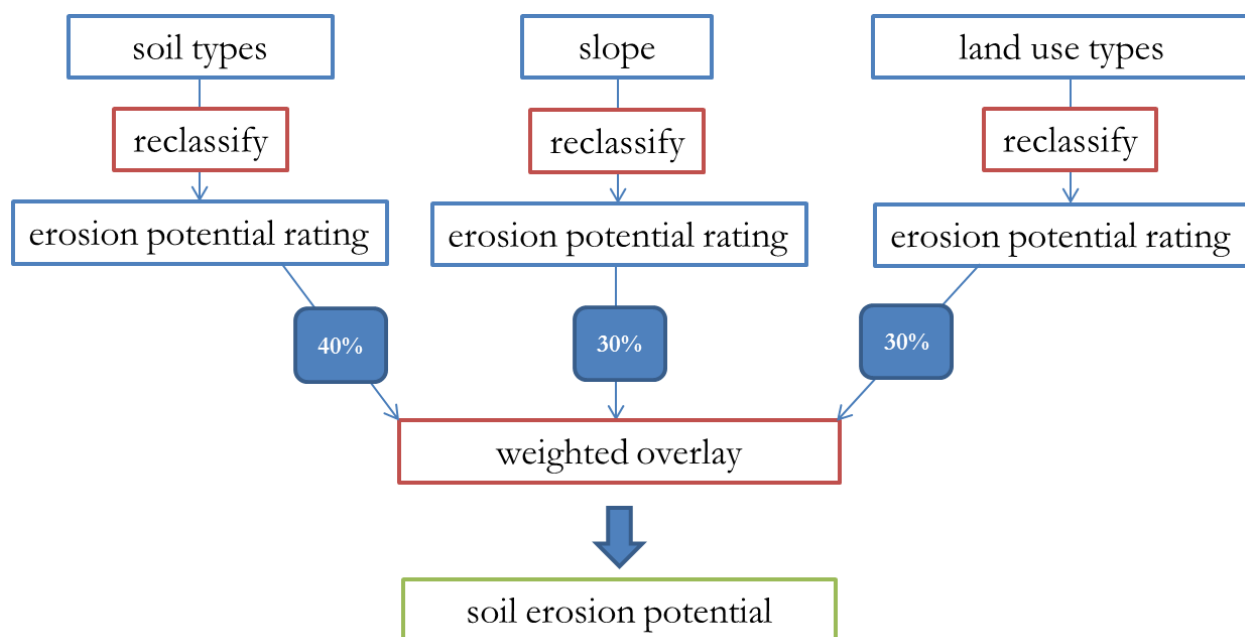 soil types
slope
land use types
reclassify
reclassify
reclassify
erosion potential rating
erosion potential rating
erosion potential rating
40%
30%
30%
weighted overlay
soil erosion potential